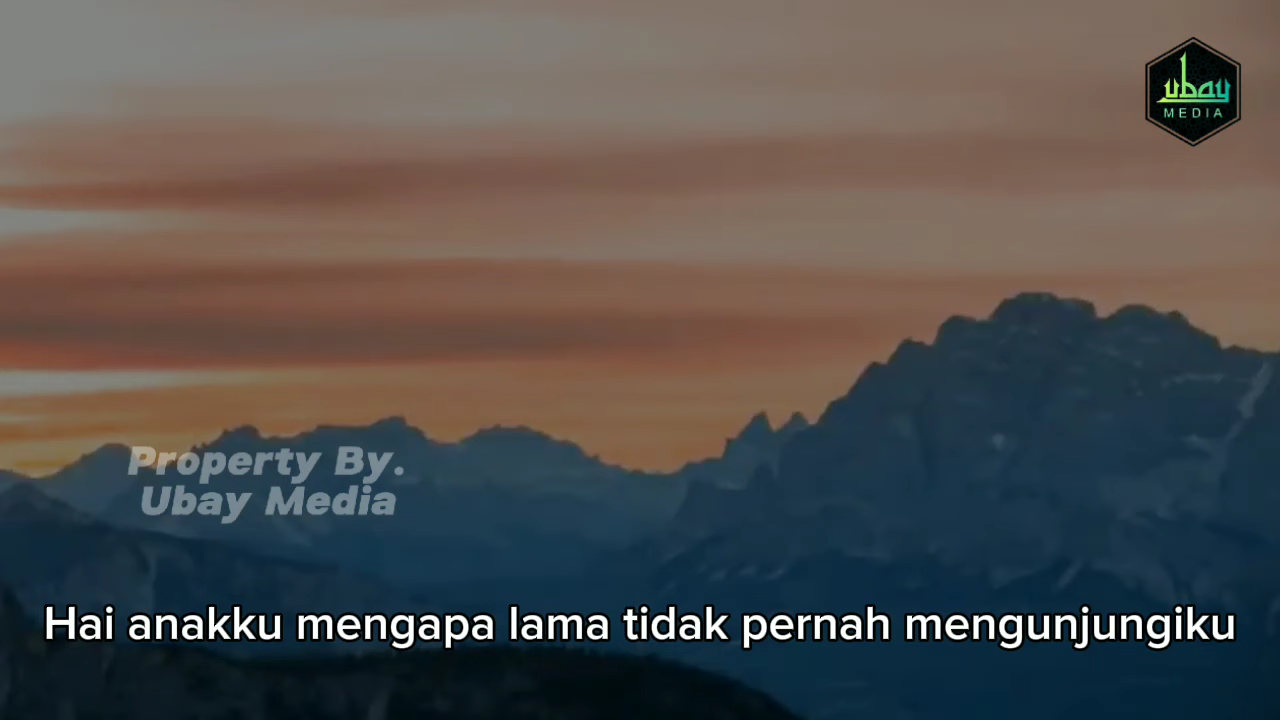 ubay
MEDIA
Property By.
Ubay Media
Hai anakku mengapa lama tidak pernah mengunjungiku